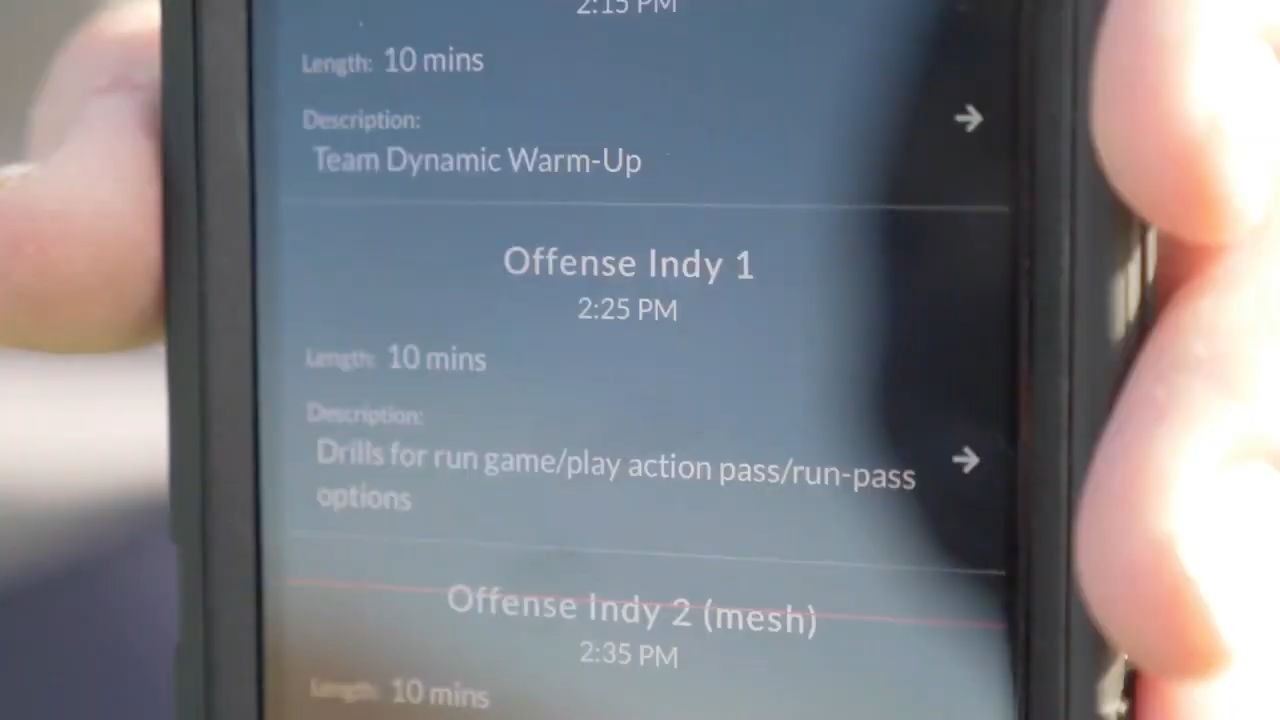 2:15 PM
Length: 10 mins
Description:
Team Dynamic Warm-Up
Offense Indy 1
2:25 PM
Length: 10 mins
Description:
Drills for run game/play action pass/run-pass
options
Offense Indy 2 (mesh)
2:35 PM
Length: 10 mins